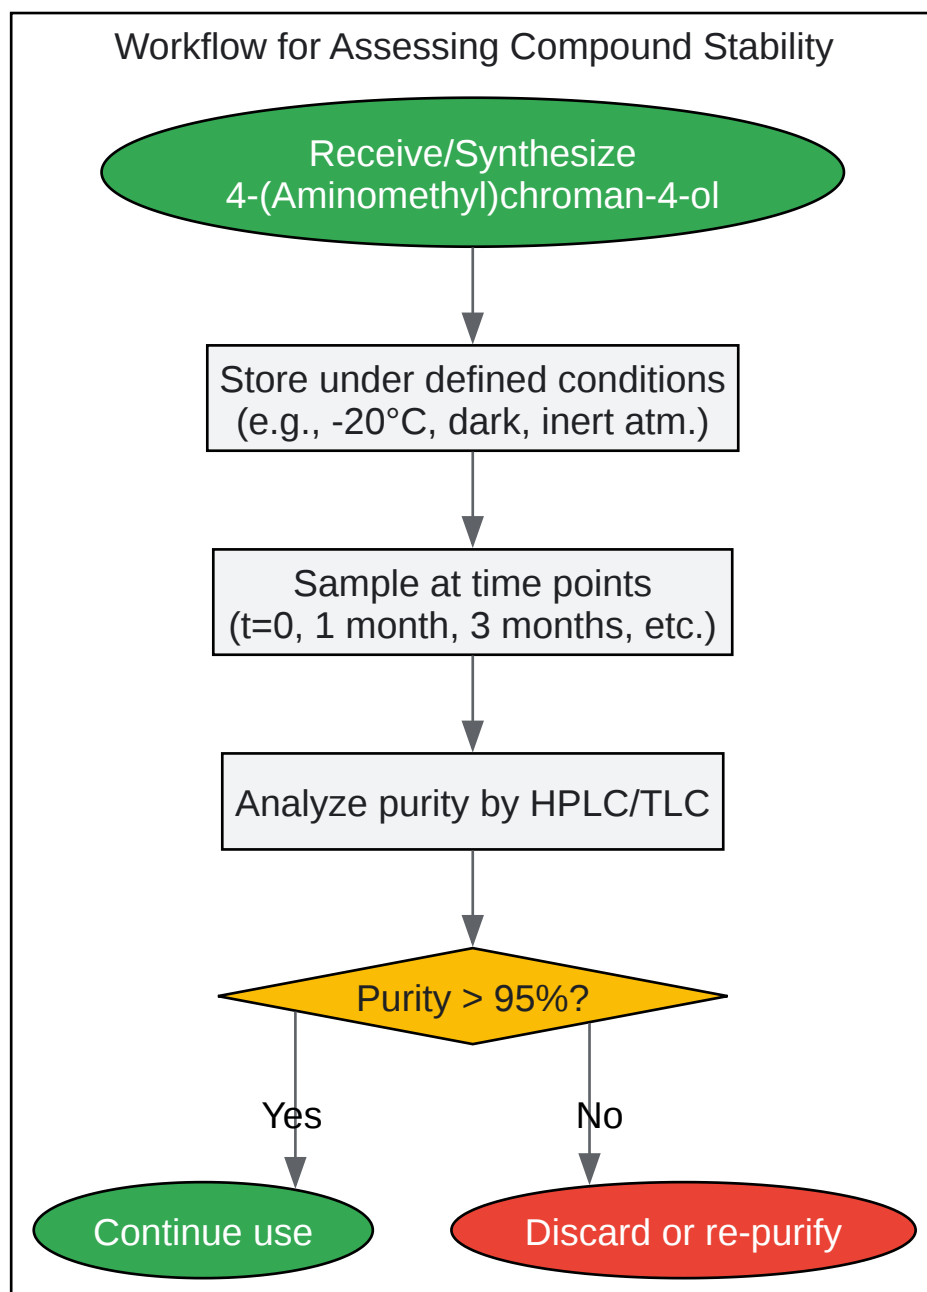 Workflow for Assessing Compound Stability
Receive/Synthesize
4-(Aminomethyl)chroman-4-ol
Store under defined conditions
(e.g., -20°C, dark, inert atm.)
Sample at time points
(t=0, 1 month, 3 months, etc.)
Analyze purity by HPLC/TLC
Purity > 95%?
Yes
No
Continue use
Discard or re-purify